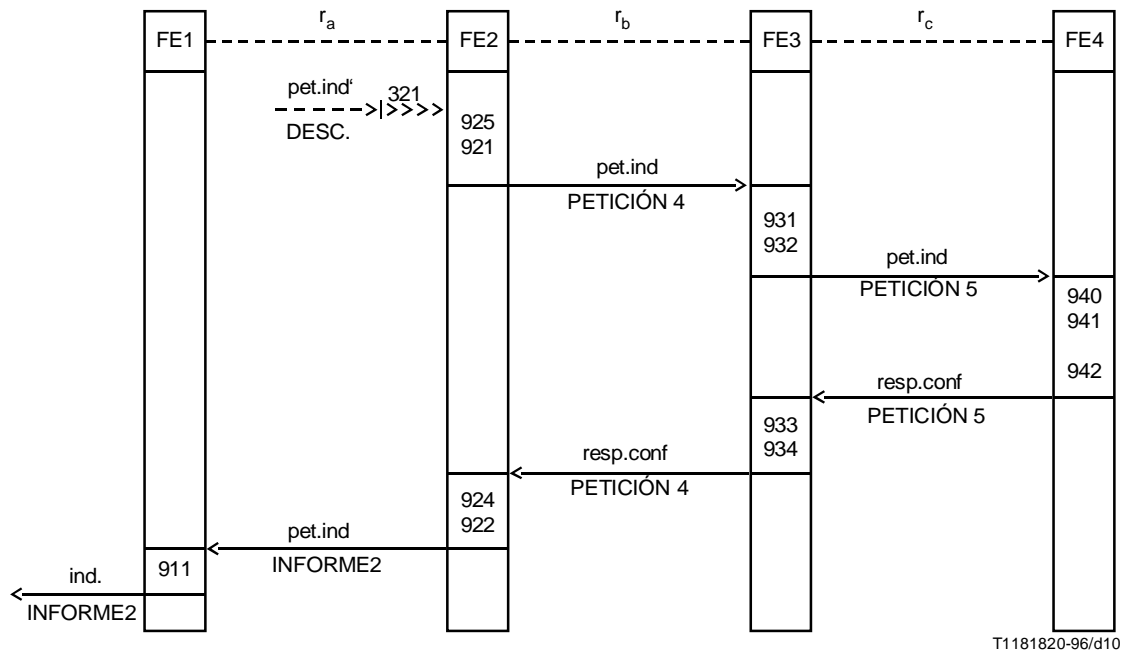 r_a r_b r_c
FE1 FE2 FE3 FE4
pet.ind‘ 321
DESC.
925
921
pet.ind
PETICIÓN 4
931
932
pet.ind
PETICIÓN 5
940
941
942
resp.conf
PETICIÓN 5
933
934
resp.conf
PETICIÓN 4
924
922
pet.ind
INFORME2
911
ind.
INFORME2
T1181820-96/d10